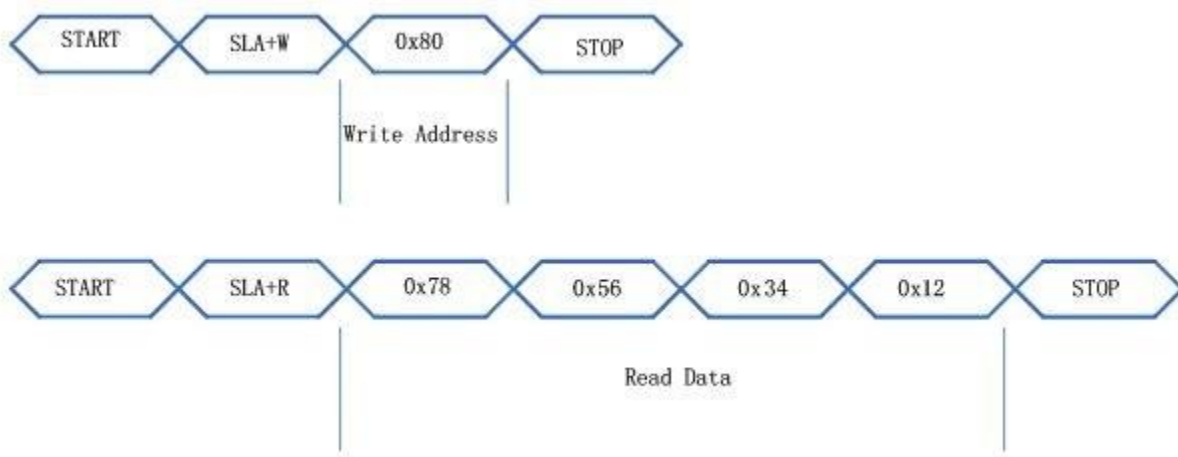 START SLA+W 0x80 STOP
Write Address
START SLA+R 0x78 0x56 0x34 0x12 STOP
Read Data